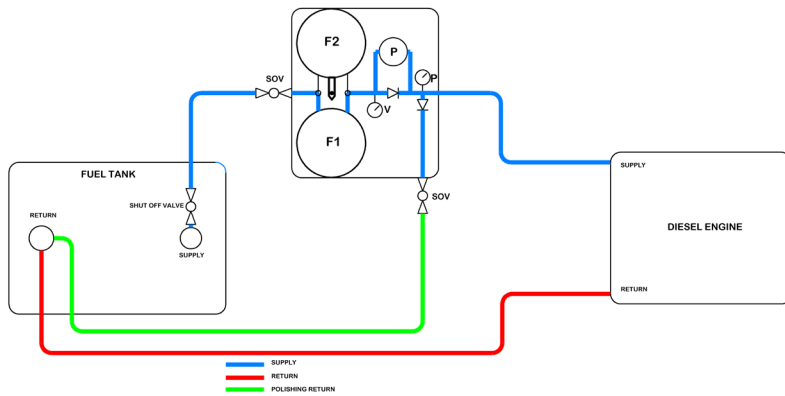 F2
P
SOV
P
V
F1
FUEL TANK
SUPPLY
SHUT OFF VALVE
SOV
RETURN
DIESEL ENGINE
SUPPLY
RETURN
SUPPLY
RETURN
POLISHING RETURN